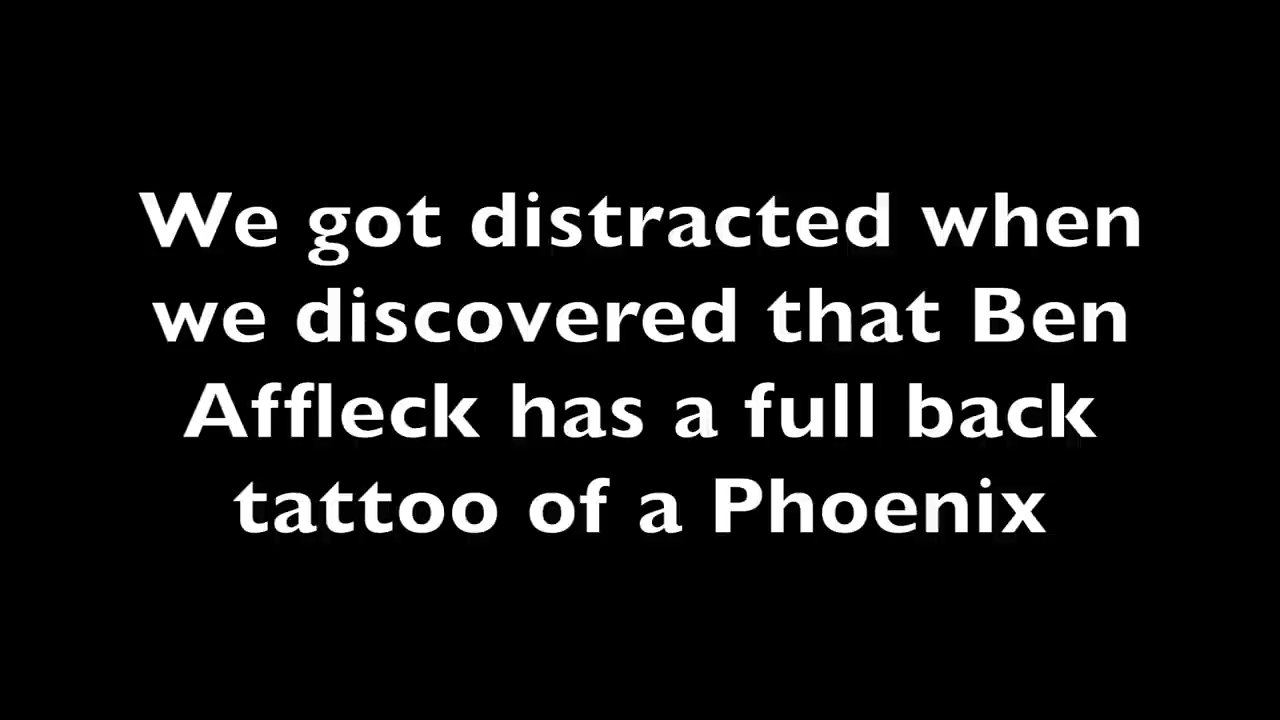 We got distracted when
we discovered that Ben
Affleck has a full back
tattoo of a Phoenix